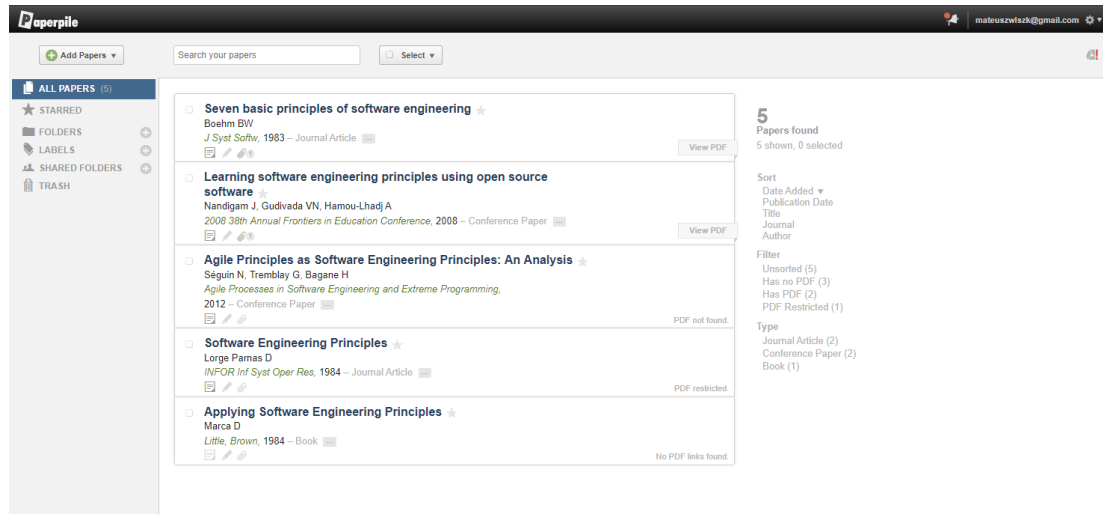 Paperpile
mateuszwlszk@gmail.com
Add Papers
Search your papers
Select
A!
ALL PAPERS (5)
STARRED
FOLDERS
LABELS
SHARED FOLDERS
TRASH
Seven basic principles of software engineering
Boehm BW
J Syst Softw, 1983 – Journal Article
1
View PDF
Learning software engineering principles using open source
software
Nandigam J, Gudivada VN, Hamou-Lhadj A
2008 38th Annual Frontiers in Education Conference, 2008 – Conference Paper
1
View PDF
Agile Principles as Software Engineering Principles: An Analysis
Séguin N, Tremblay G, Bagane H
Agile Processes in Software Engineering and Extreme Programming,
2012 – Conference Paper
PDF not found.
Software Engineering Principles
Lorge Parnas D
INFOR Inf Syst Oper Res, 1984 – Journal Article
PDF restricted.
Applying Software Engineering Principles
Marca D
Little, Brown, 1984 – Book
No PDF links found.
5
Papers found
5 shown, 0 selected
Sort
Date Added
Publication Date
Title
Journal
Author
Filter
Unsorted (5)
Has no PDF (3)
Has PDF (2)
PDF Restricted (1)
Type
Journal Article (2)
Conference Paper (2)
Book (1)